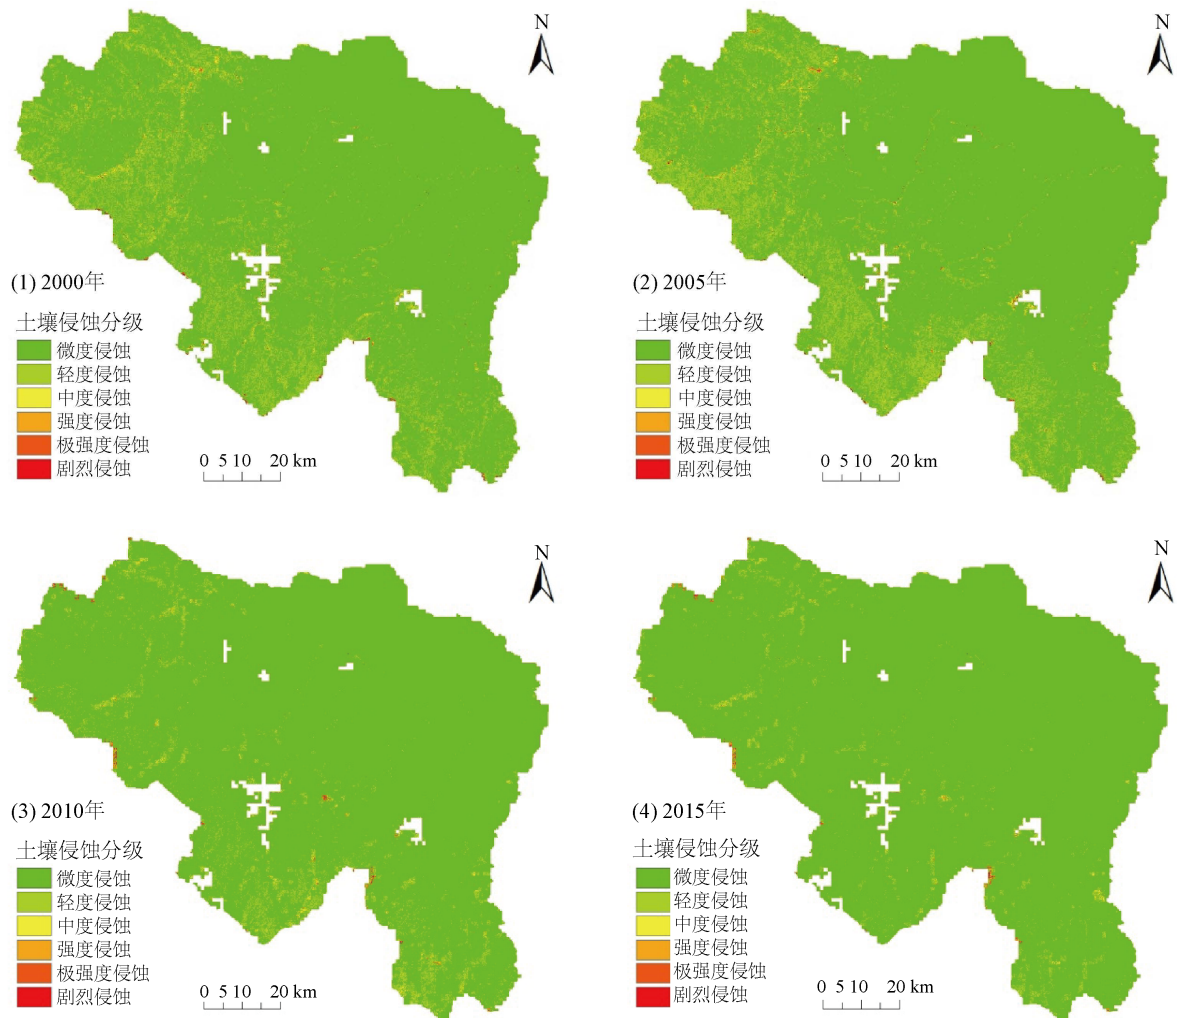 N
(1) 2000年
土壤侵蚀分级
微度侵蚀
轻度侵蚀
中度侵蚀
强度侵蚀
极强度侵蚀
剧烈侵蚀
0 5 10 20 km
N
(2) 2005年
土壤侵蚀分级
微度侵蚀
轻度侵蚀
中度侵蚀
强度侵蚀
极强度侵蚀
剧烈侵蚀
0 5 10 20 km
N
(3) 2010年
土壤侵蚀分级
微度侵蚀
轻度侵蚀
中度侵蚀
强度侵蚀
极强度侵蚀
剧烈侵蚀
0 5 10 20 km
N
(4) 2015年
土壤侵蚀分级
微度侵蚀
轻度侵蚀
中度侵蚀
强度侵蚀
极强度侵蚀
剧烈侵蚀
0 5 10 20 km